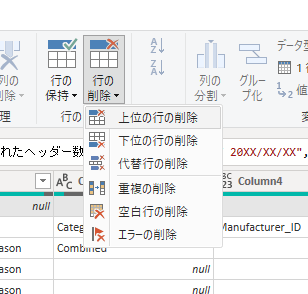 列の
削除
行の
保持
行の
削除
列の
分割
グルー
プ化
データ型
1行
値
理
行の
上位の行の削除
下位の行の削除
代替行の削除
重複の削除
空白行の削除
エラーの削除
れたヘッダー数
20XX/XX/XX",
Column4
null
Categ
Manufacturer_ID
ason
Combined
ason
null
ason
null